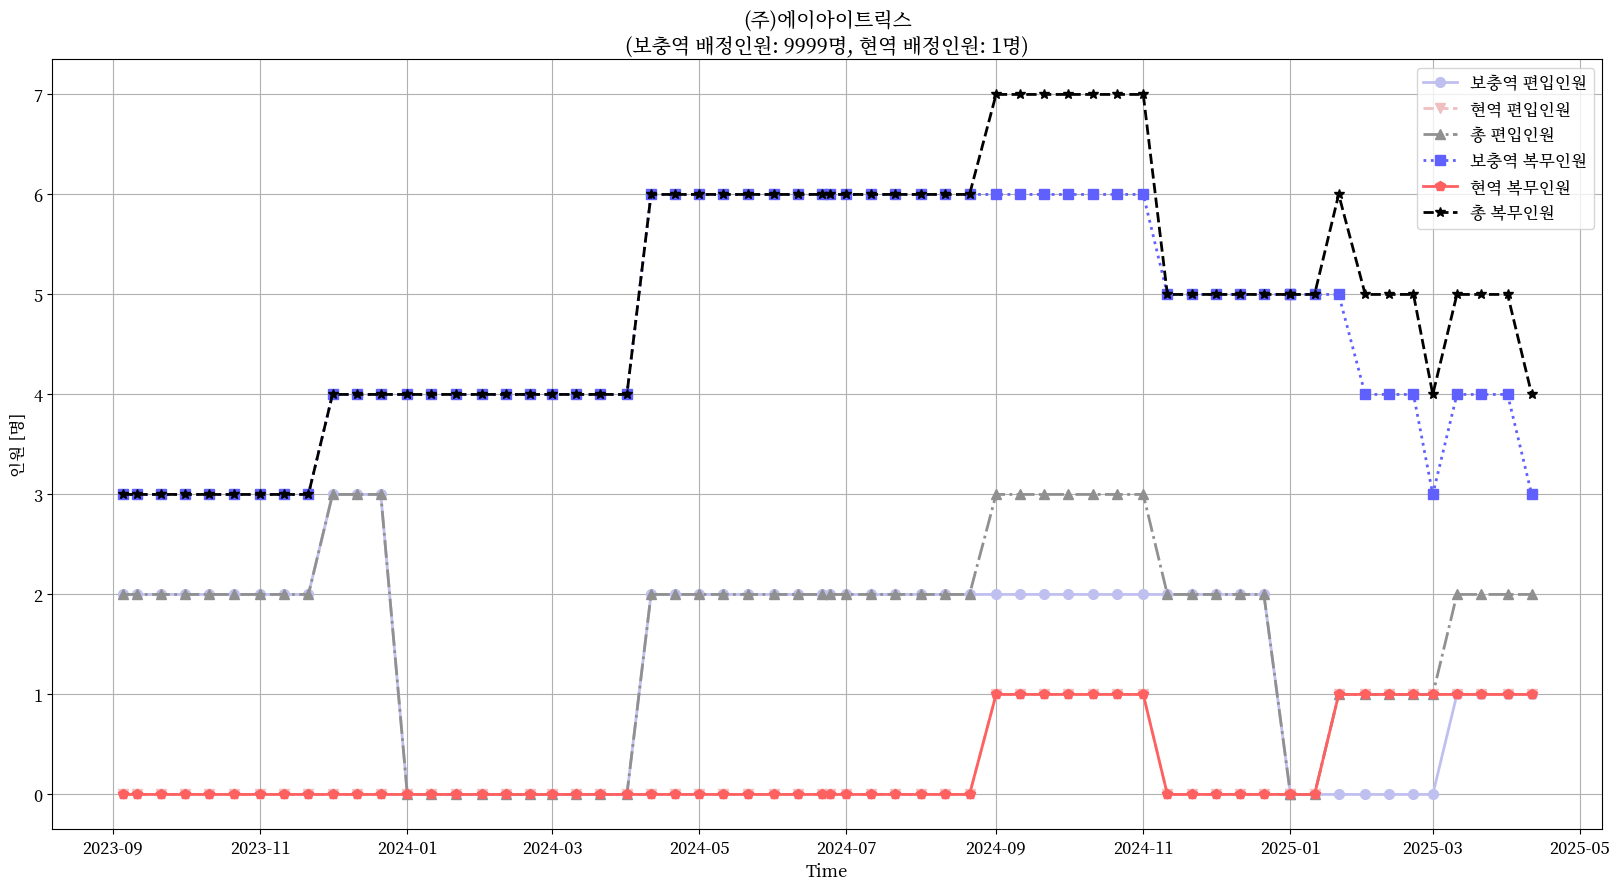 (주)에이아이트릭스
(보충역 배정인원: 9999명, 현역 배정인원: 1명)
보충역 편입인원
현역 편입인원
총 편입인원
보충역 복무인원
현역 복무인원
총 복무인원
인원 [명]
7
6
5
4
3
2
1
0
2023-09
2023-11
2024-01
2024-03
2024-05
2024-07
2024-09
2024-11
2025-01
2025-03
2025-05
Time